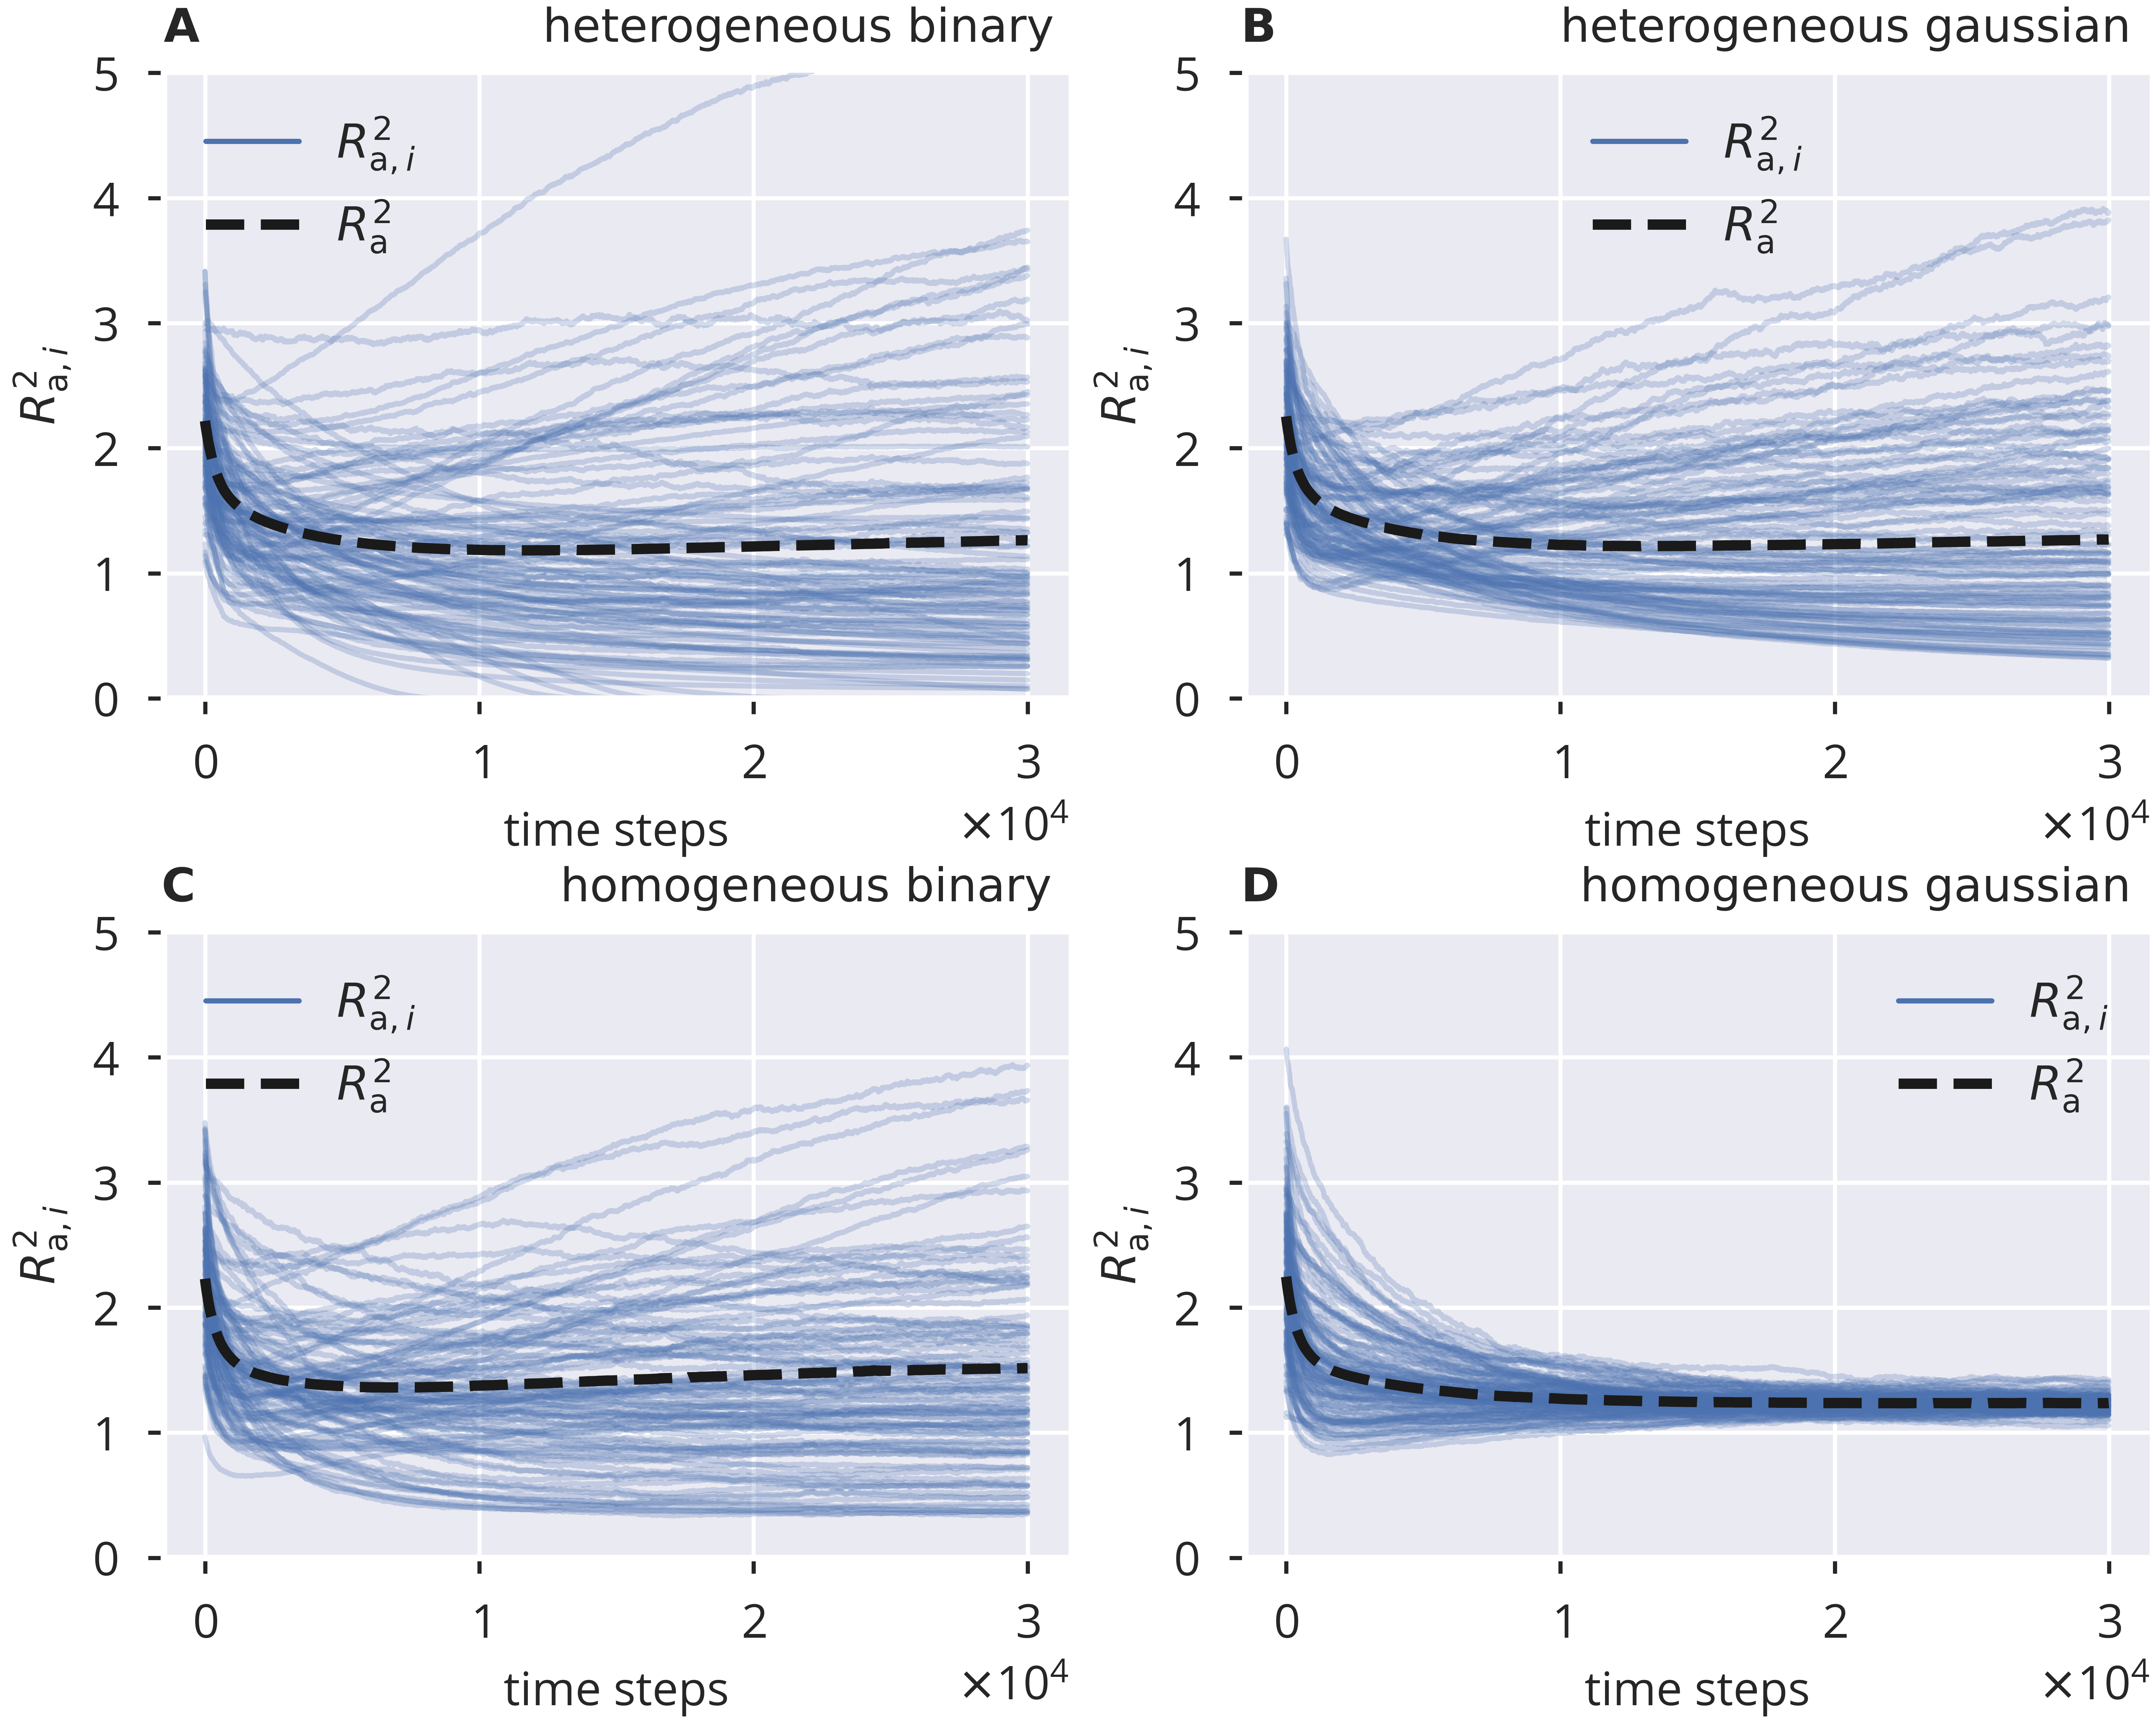 A heterogeneous binary
5
4
3
2
1
0
R²a,i
R²a,i
R²a
0 1 2 3
time steps ×10⁴
B heterogeneous gaussian
5
4
3
2
1
0
R²a,i
R²a,i
R²a
0 1 2 3
time steps ×10⁴
C homogeneous binary
5
4
3
2
1
0
R²a,i
R²a,i
R²a
0 1 2 3
time steps ×10⁴
D homogeneous gaussian
5
4
3
2
1
0
R²a,i
R²a,i
R²a
0 1 2 3
time steps ×10⁴